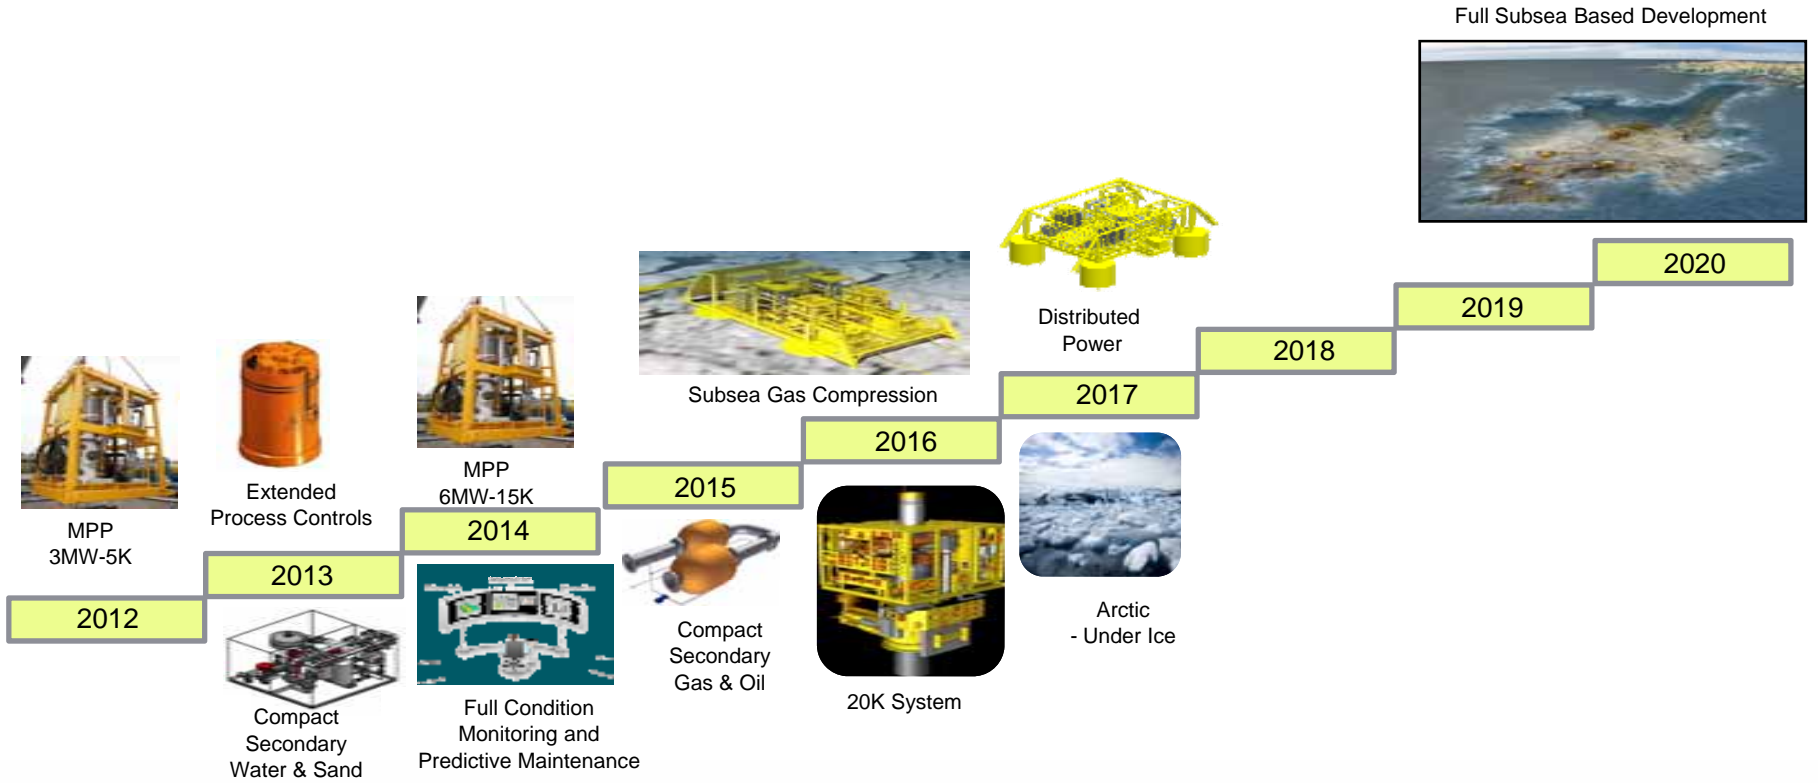 Full Subsea Based Development
2020
2019
Distributed
Power
2018
2017
Subsea Gas Compression
2016
Arctic
- Under Ice
MPP
6MW-15K
2015
20K System
Extended
Process Controls
2014
Compact
Secondary
Gas & Oil
MPP
3MW-5K
2013
Full Condition
Monitoring and
Predictive Maintenance
2012
Compact
Secondary
Water & Sand